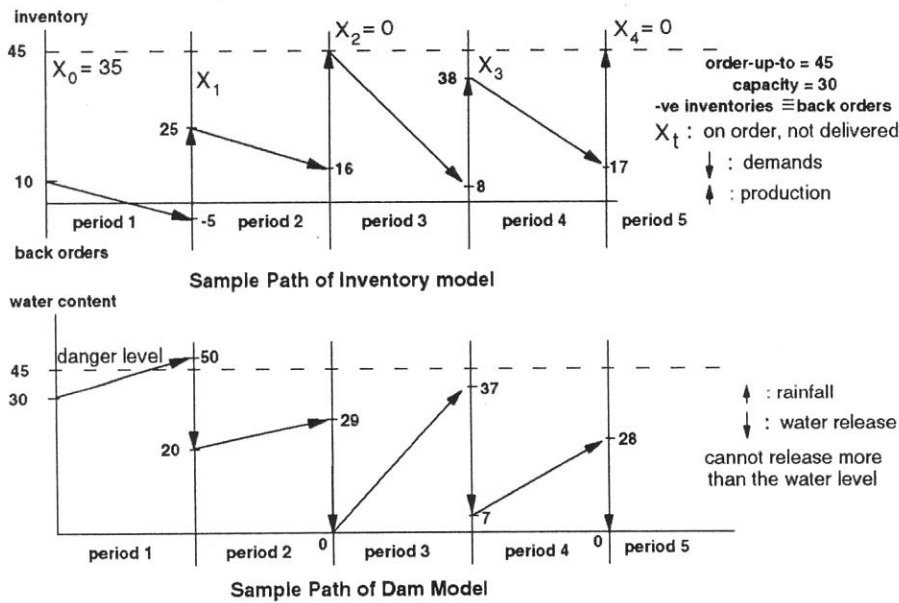 inventory
45
X₀ = 35
X₁
X₂ = 0
X₃
X₄ = 0
38
25
16
10
8
17
-5
period 1
period 2
period 3
period 4
period 5
back orders
order-up-to = 45
capacity = 30
-ve inventories ≡ back orders
Xₜ : on order, not delivered
: demands
: production
Sample Path of Inventory model
water content
danger level
50
45
30
37
29
28
20
7
0
0
period 1
period 2
period 3
period 4
period 5
: rainfall
: water release
cannot release more
than the water level
Sample Path of Dam Model